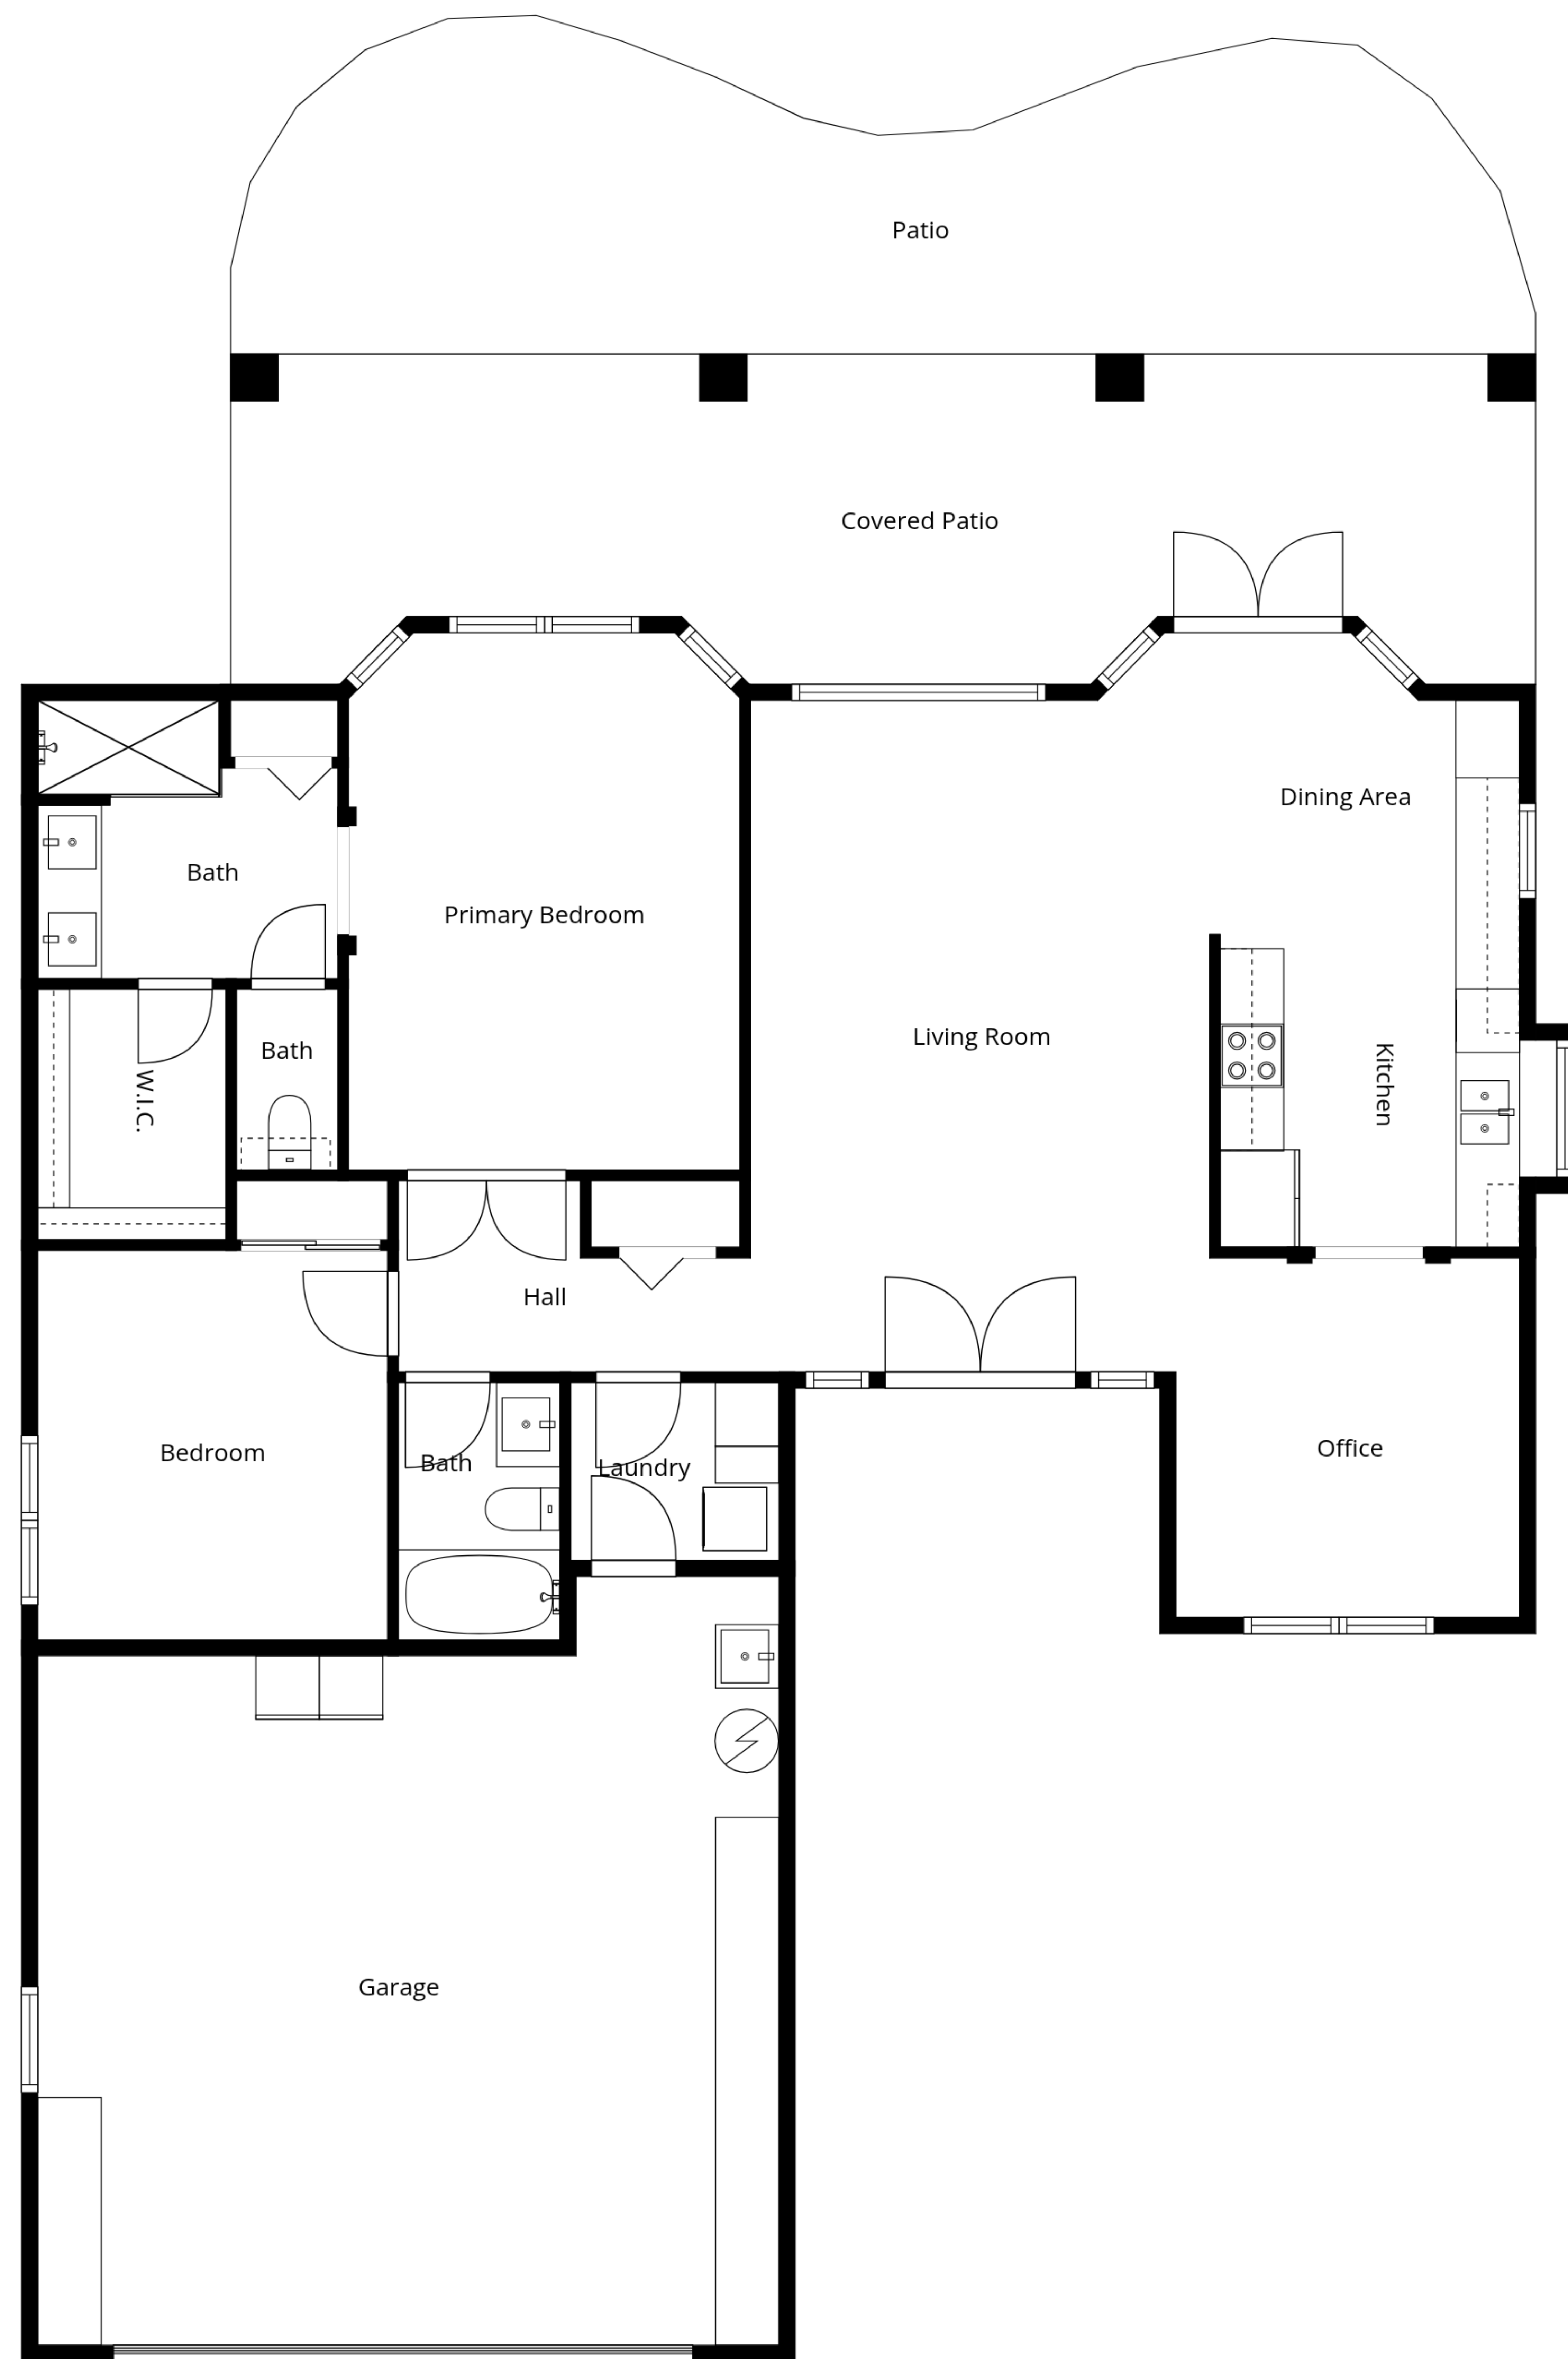 Patio
Covered Patio
Dining Area
Bath
Primary Bedroom
Living Room
Bath
Kitchen
W.I.C.
Hall
Office
Bedroom
Bath
Laundry
Garage